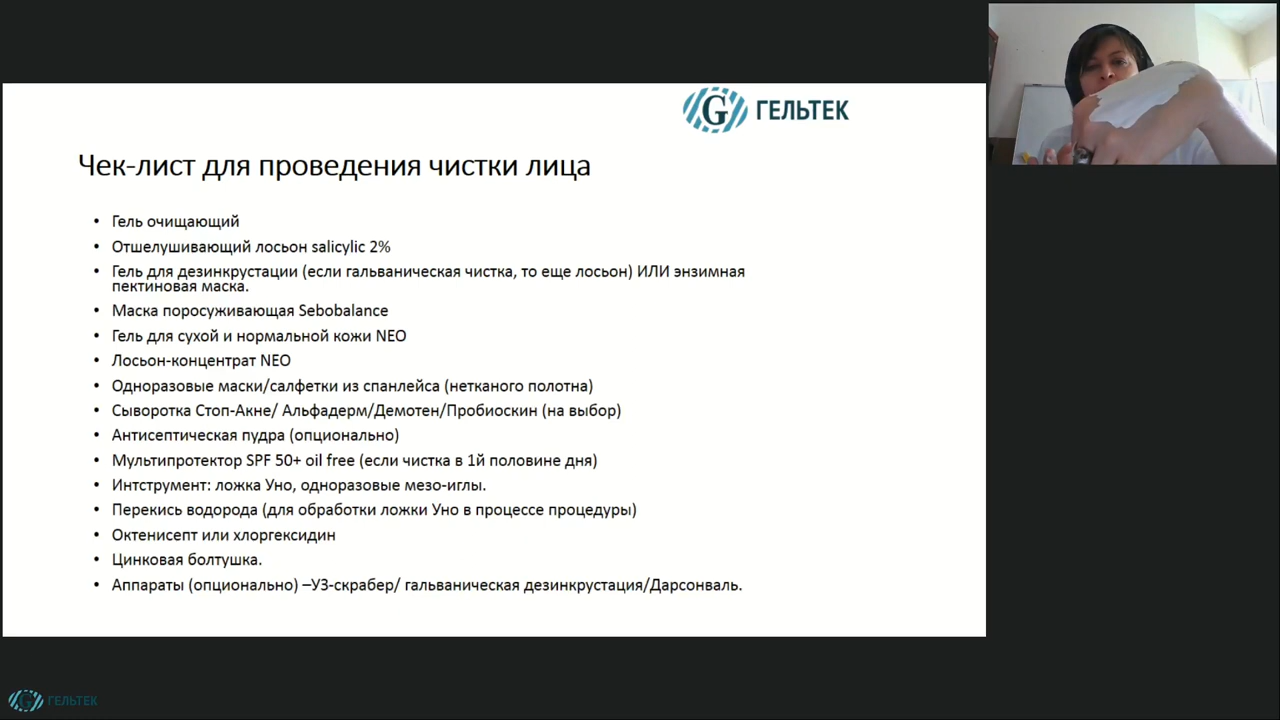 G ГЕЛЬТЕК
Чек-лист для проведения чистки лица
• Гель очищающий
• Отшелушивающий лосьон salicylic 2%
• Гель для дезинкрустации (если гальваническая чистка, то еще лосьон) ИЛИ энзимная
пектиновая маска.
• Маска поросуживающая Sebobalance
• Гель для сухой и нормальной кожи NEO
• Лосьон-концентрат NEO
• Одноразовые маски/салфетки из спанлейса (нетканого полотна)
• Сыворотка Стоп-Акне/ Альфадерм/Демотен/Пробиоскин (на выбор)
• Антисептическая пудра (опционально)
• Мультипротектор SPF 50+ oil free (если чистка в 1й половине дня)
• Интструмент: ложка Уно, одноразовые мезо-иглы.
• Перекись водорода (для обработки ложки Уно в процессе процедуры)
• Октенисепт или хлоргексидин
• Цинковая болтушка.
• Аппараты (опционально) –УЗ-скрабер/ гальваническая дезинкрустация/Дарсонваль.
G ГЕЛЬТЕК